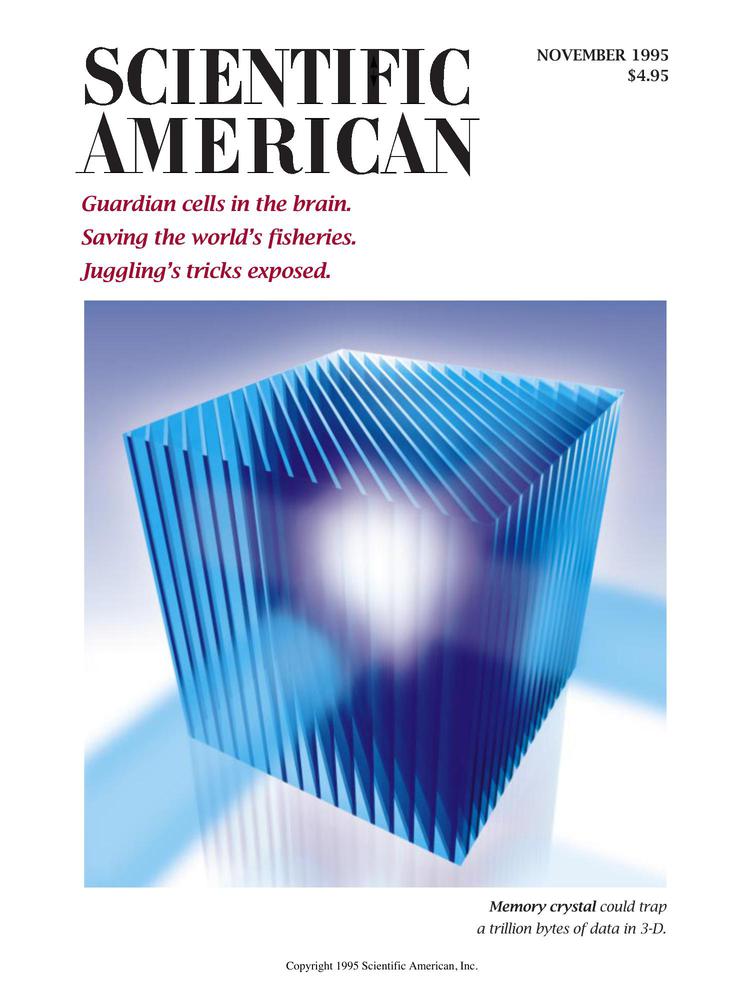 SCIENTIFIC
AMERICAN
NOVEMBER 1995
$4.95
Guardian cells in the brain.
Saving the world’s fisheries.
Juggling’s tricks exposed.
Memory crystal could trap
a trillion bytes of data in 3-D.
Copyright 1995 Scientific American, Inc.